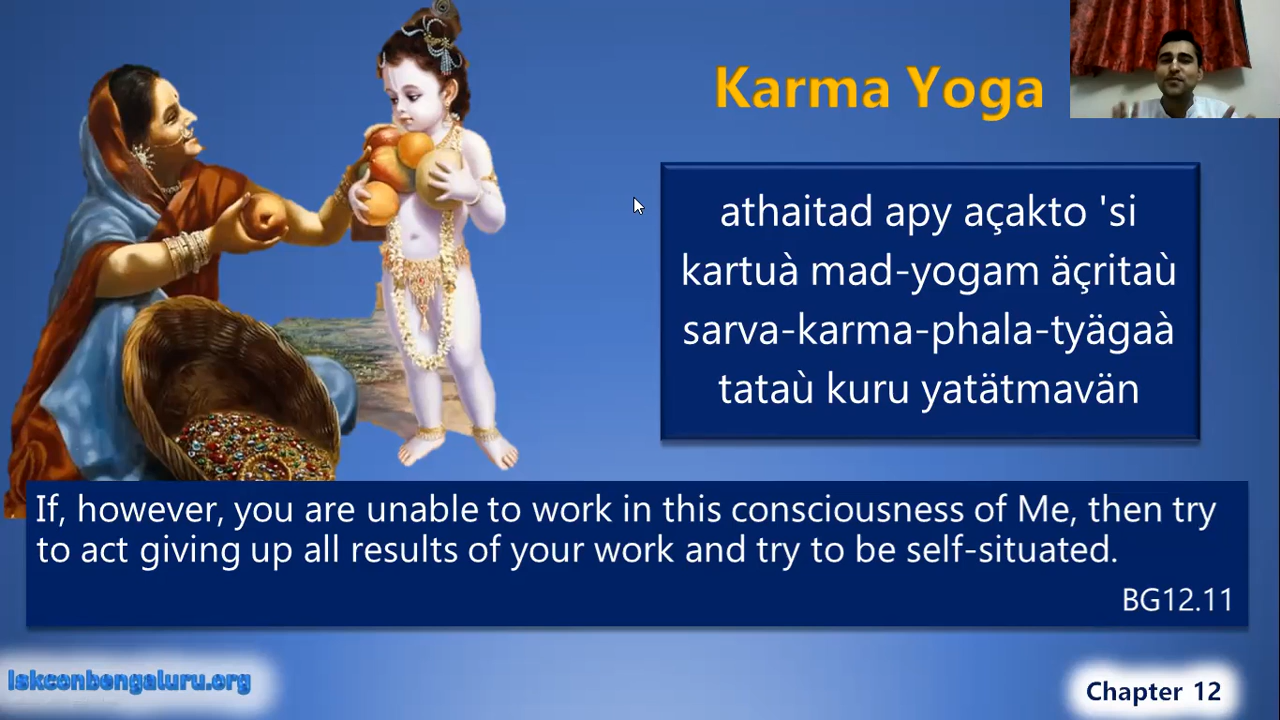 Karma Yoga
athaitad apy açakto 'si
kartuà mad-yogam äçritaù
sarva-karma-phala-tyägaà
tataù kuru yatätmavän
If, however, you are unable to work in this consciousness of Me, then try
to act giving up all results of your work and try to be self-situated.
BG12.11
Iskconbengaluru.org
Chapter 12